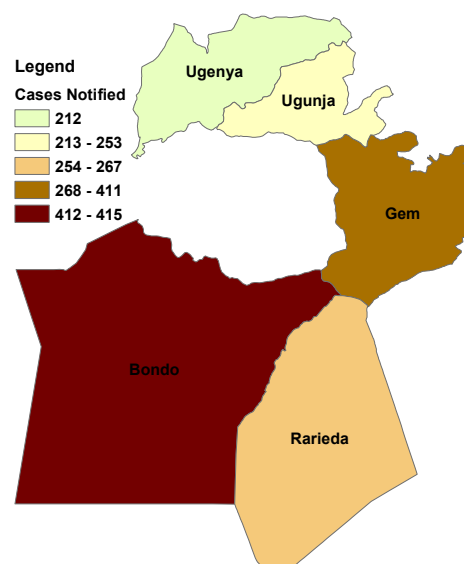 Legend
Cases Notified
212
213 - 253
254 - 267
268 - 411
412 - 415
Ugenya
Ugunja
Gem
Bondo
Rarieda